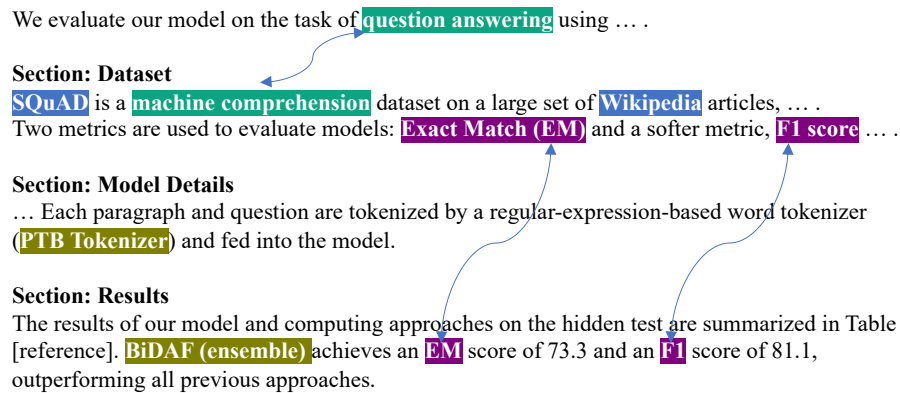 We evaluate our model on the task of question answering using … .
Section: Dataset
SQuAD is a machine comprehension dataset on a large set of Wikipedia articles, … .
Two metrics are used to evaluate models: Exact Match (EM) and a softer metric, F1 score … .
Section: Model Details
… Each paragraph and question are tokenized by a regular-expression-based word tokenizer
(PTB Tokenizer) and fed into the model.
Section: Results
The results of our model and computing approaches on the hidden test are summarized in Table
[reference]. BiDAF (ensemble) achieves an EM score of 73.3 and an F1 score of 81.1,
outperforming all previous approaches.